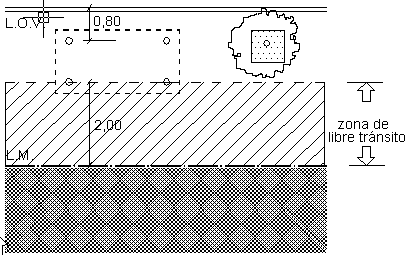 0,80
L.O.V.
2,00
zona de
libre tránsito
L.M.